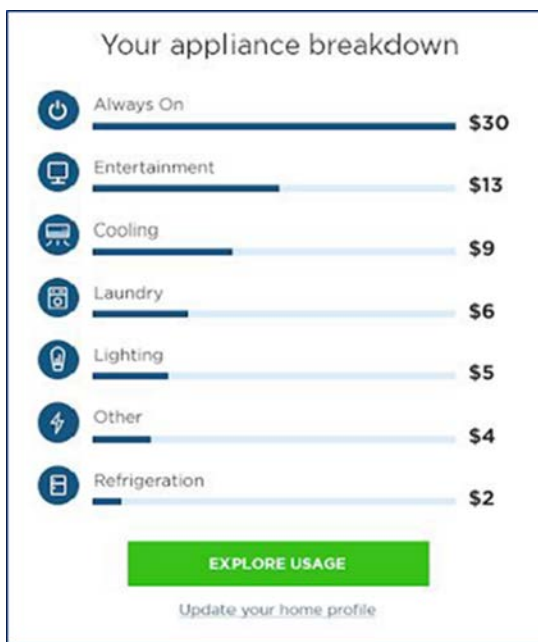 Your appliance breakdown
Always On
$30
Entertainment
$13
Cooling
$9
Laundry
$6
Lighting
$5
Other
$4
Refrigeration
$2
EXPLORE USAGE
Update your home profile